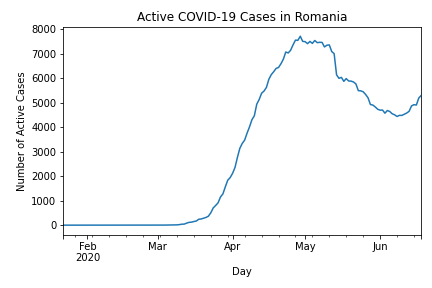 Active COVID-19 Cases in Romania
Number of Active Cases
8000
7000
6000
5000
4000
3000
2000
1000
0
Feb
2020
Mar
Apr
May
Jun
Day